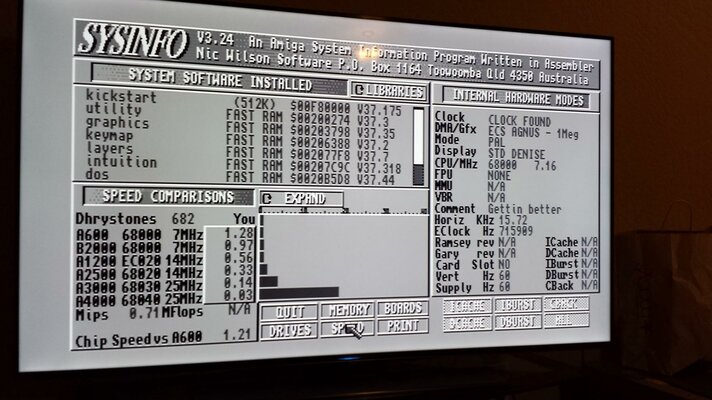 SYSINFO V3.24 An Amiga System Information Program Written in Assembler
Nic Wilson Software P.O. Box 1164 Toowoomba Qld 4350 Australia
SYSTEM SOFTWARE INSTALLED
LIBRARIES
kickstart (512K) $00F80000 V37.175
utility FAST RAM $00200274 V37.3
graphics FAST RAM $00203798 V37.35
keymap FAST RAM $00206388 V37.2
layers FAST RAM $002077F8 V37.7
intuition FAST RAM $00207C9C V37.318
dos FAST RAM $0020B5D8 V37.44
INTERNAL HARDWARE MODES
Clock CLOCK FOUND
DMA/Gfx ECS AGNUS - 1Meg
Mode PAL
Display STD DENISE
CPU/MHz 68000 7.16
FPU NONE
MMU N/A
VBR N/A
Comment Gettin better
Horiz KHz 15.72
EClock Hz 715909
Ramsey rev N/A ICache N/A
Gary rev N/A DCache N/A
Card Slot NO IBurst N/A
Vert Hz 60 DBurst N/A
Supply Hz 60 CBack N/A
SPEED COMPARISONS
EXPAND
Dhrystones 682 You
A600 68000 7MHz 1.28
B2000 68000 7MHz 0.97
A1200 EC020 14MHz 0.56
A2500 68020 14MHz 0.33
A3000 68030 25MHz 0.14
A4000 68040 25MHz 0.03
Mips 0.71 MFlops N/A
Chip Speed vs A600 1.21
QUIT MEMORY BOARDS
DRIVES SPEED PRINT
ICACHE IBURST CBACK
DCACHE DBURST ALL